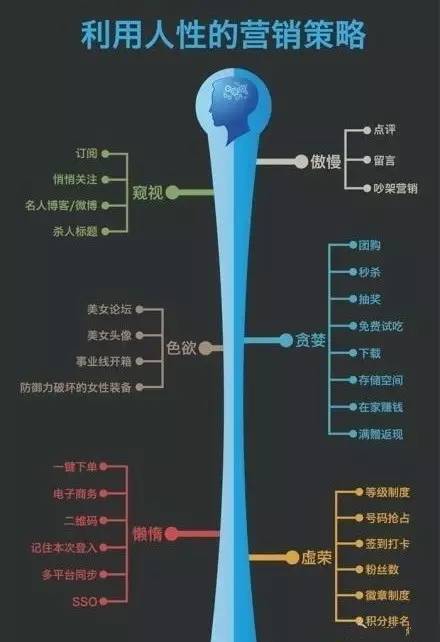 利用人性的营销策略
傲慢
点评
留言
吵架营销
窥视
订阅
悄悄关注
名人博客/微博
杀人标题
贪婪
团购
秒杀
抽奖
免费试吃
下载
存储空间
在家赚钱
满赠返现
色欲
美女论坛
美女头像
事业线开箱
防御力破坏的女性装备
懒惰
一键下单
电子商务
二维码
记住本次登入
多平台同步
SSO
虚荣
等级制度
号码抢占
签到打卡
粉丝数
徽章制度
积分排名